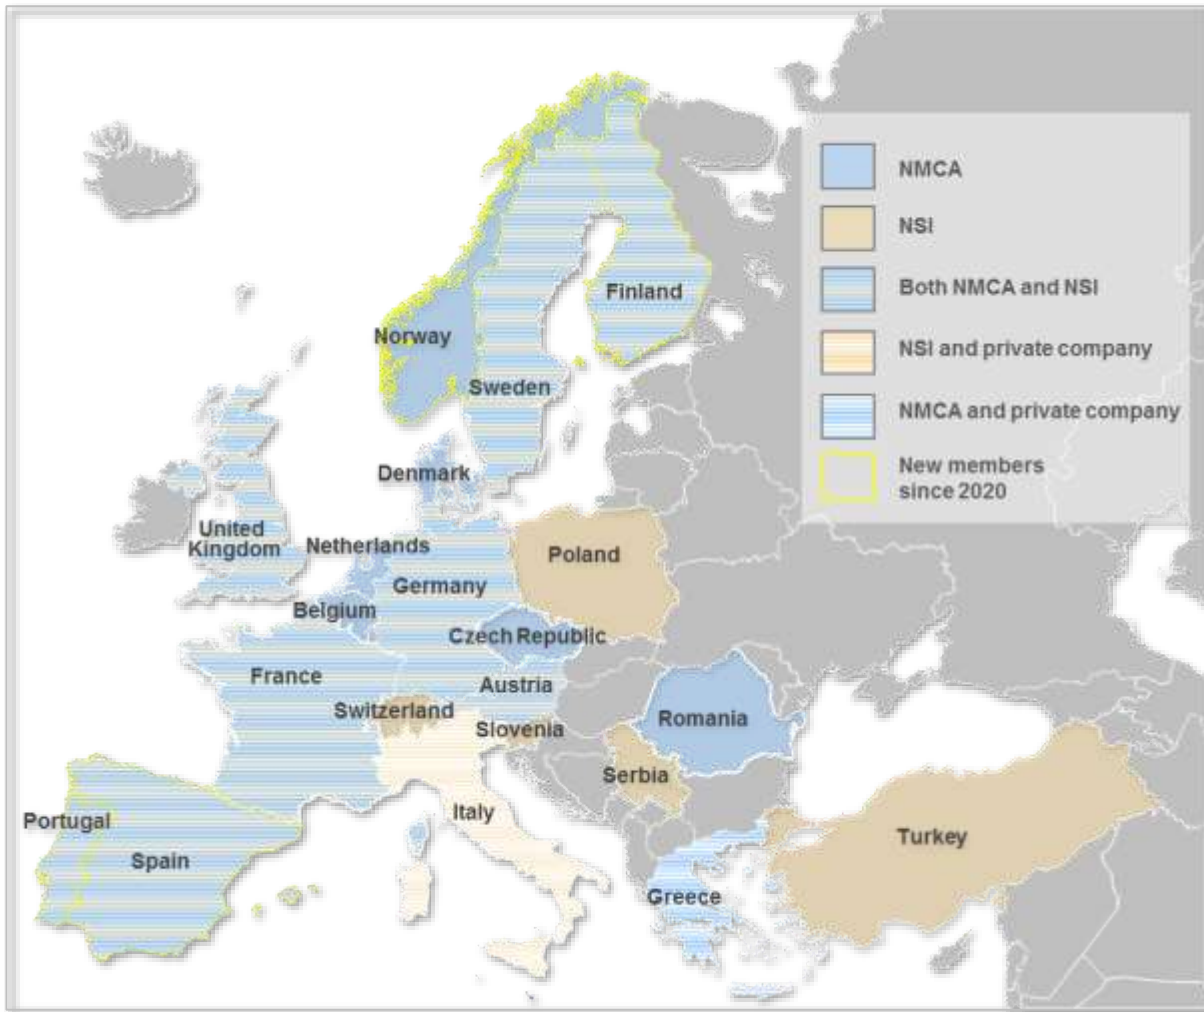 NMCA
NSI
Both NMCA and NSI
NSI and private company
NMCA and private company
New members
since 2020
Finland
Norway
Sweden
Denmark
United
Kingdom
Netherlands
Poland
Germany
Belgium
Czech Republic
France
Austria
Switzerland
Slovenia
Romania
Serbia
Italy
Portugal
Spain
Turkey
Greece